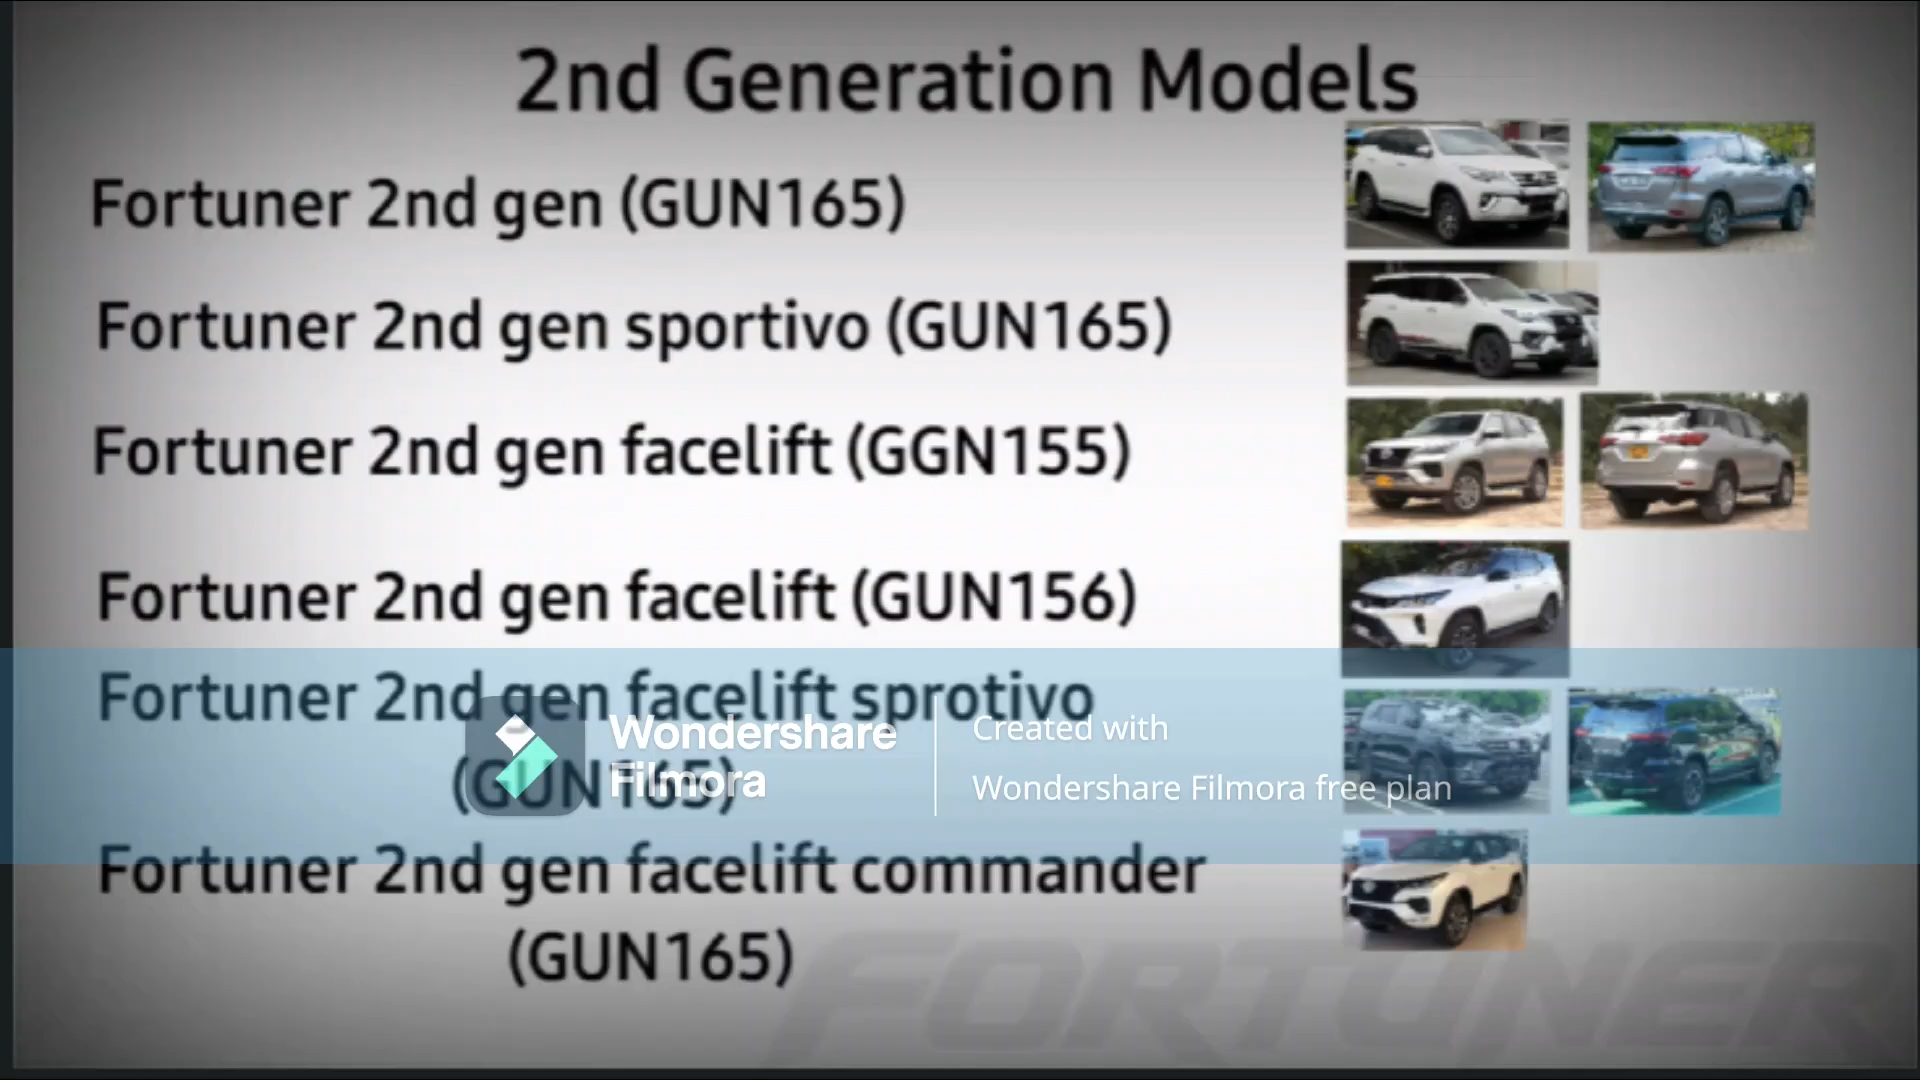 2nd Generation Models
Fortuner 2nd gen (GUN165)
Fortuner 2nd gen sportivo (GUN165)
Fortuner 2nd gen facelift (GGN155)
Fortuner 2nd gen facelift (GUN156)
Fortuner 2nd gen facelift sprotivo
(GUN165)
Wondershare
Filmora
Created with
Wondershare Filmora free plan
Fortuner 2nd gen facelift commander
(GUN165)
FORTUNER